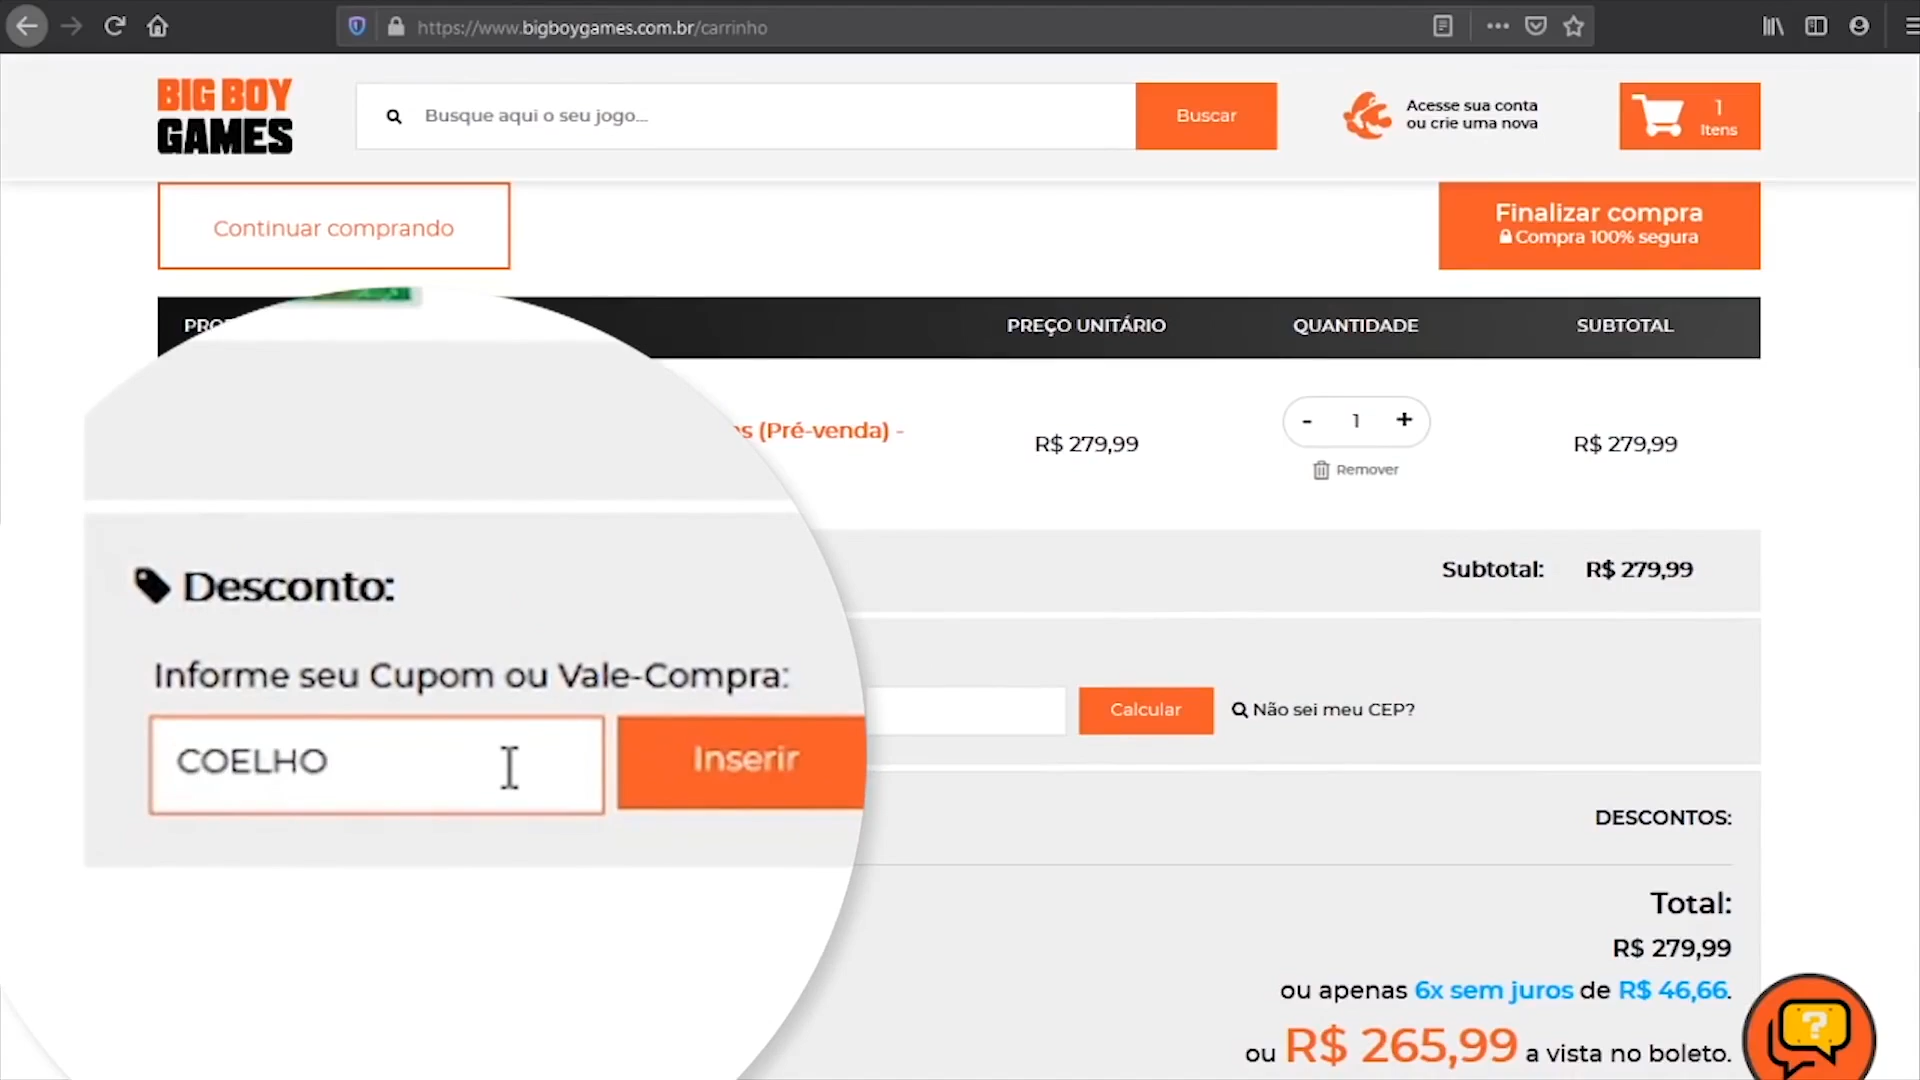 https://www.bigboygames.com.br/carrinho
BIG BOY
GAMES
Busque aqui o seu jogo...
Buscar
Acesse sua conta
ou crie uma nova
1
Itens
Continuar comprando
Finalizar compra
Compra 100% segura
PREÇO UNITÁRIO
QUANTIDADE
SUBTOTAL
(Pré-venda) -
R$ 279,99
- 1 +
R$ 279,99
Remover
Subtotal: R$ 279,99
Desconto:
Informe seu Cupom ou Vale-Compra:
COELHO
Inserir
Calcular
Não sei meu CEP?
DESCONTOS:
Total:
R$ 279,99
ou apenas 6x sem juros de R$ 46,66.
ou R$ 265,99 a vista no boleto.
?